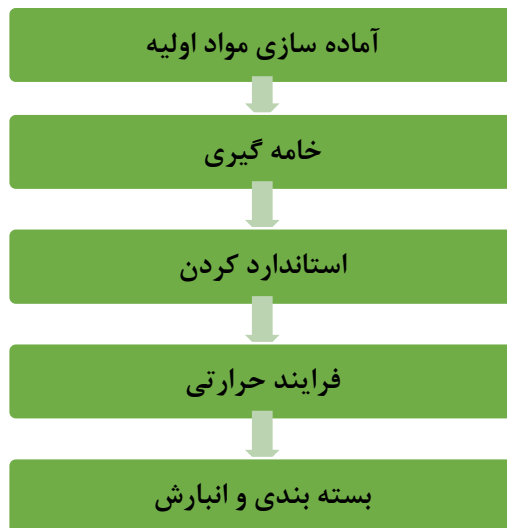 آماده سازی مواد اولیه
خامه گیری
استاندارد کردن
فرایند حرارتی
بسته بندی و انبارش